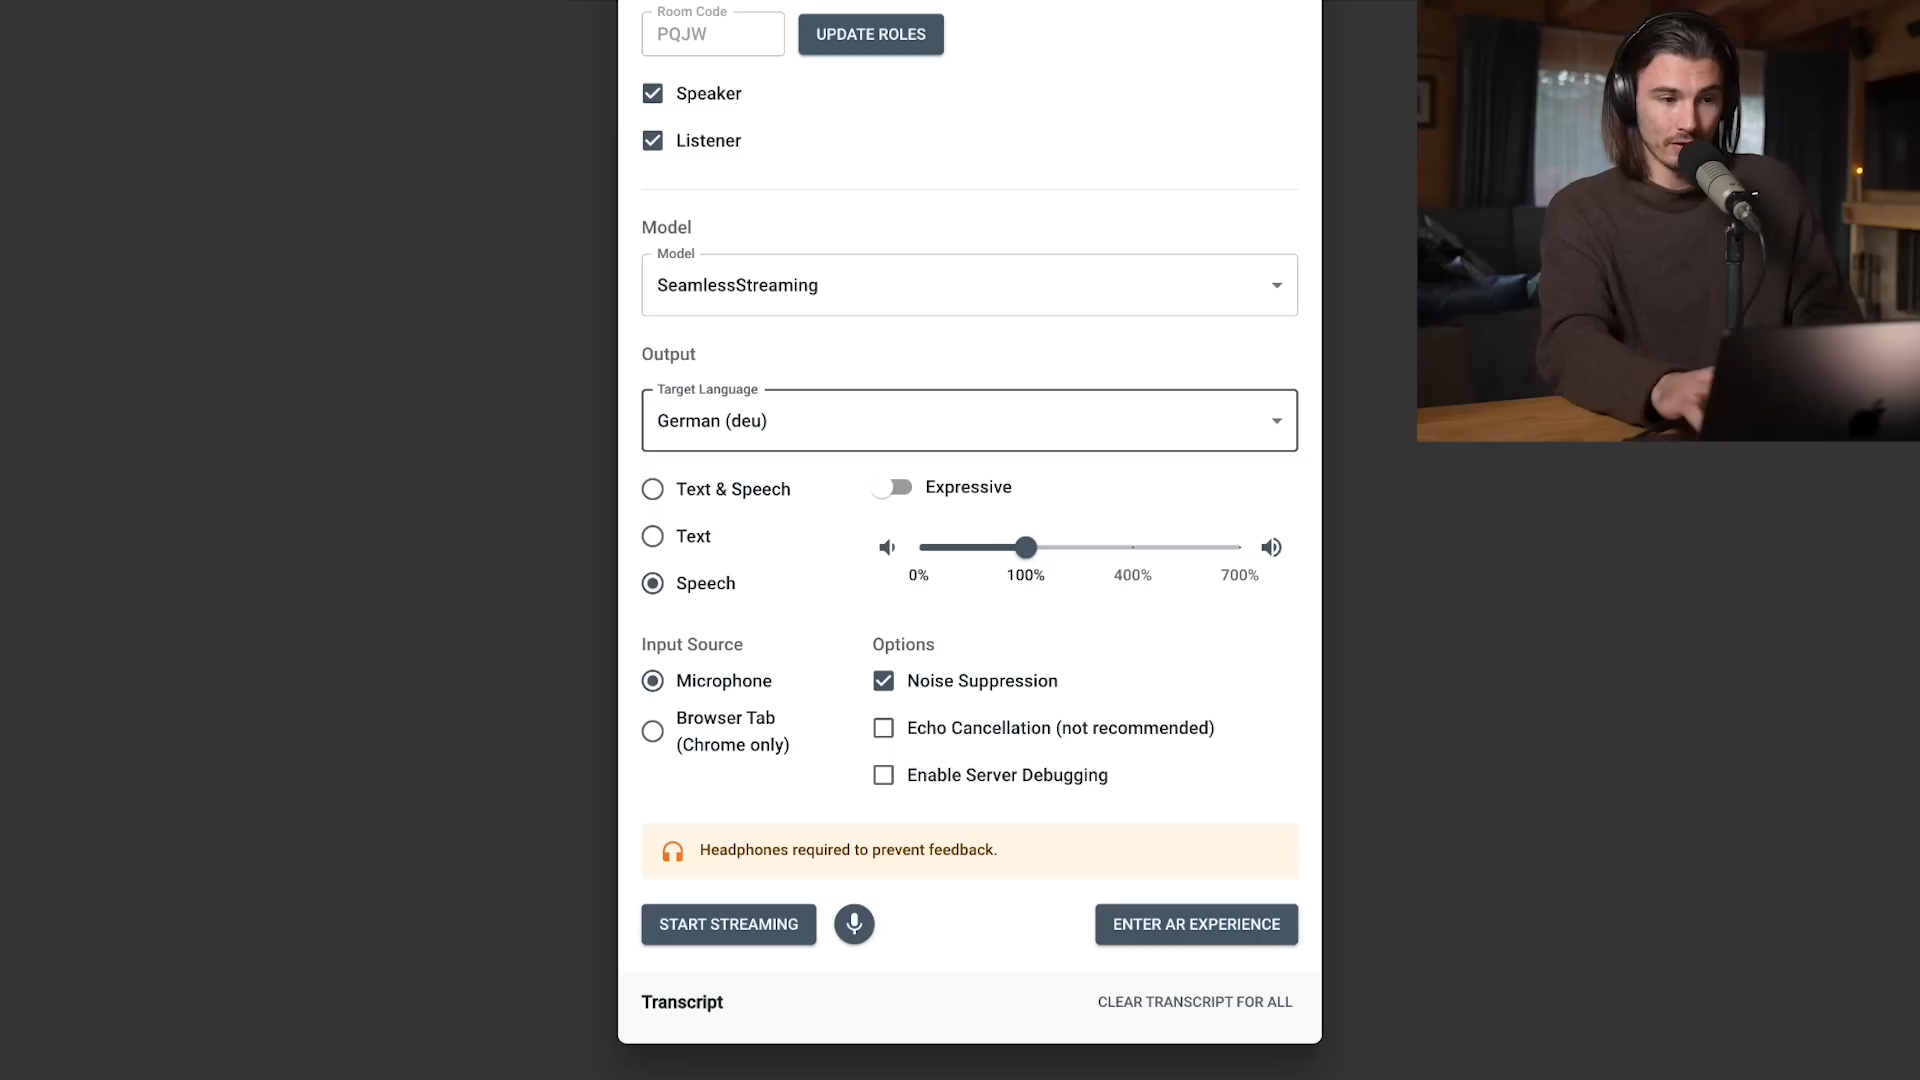 Room Code
PQJW
UPDATE ROLES
Speaker
Listener
Model
Model
SeamlessStreaming
Output
Target Language
German (deu)
Text & Speech
Expressive
Text
0% 100% 400% 700%
Speech
Input Source
Options
Microphone
Noise Suppression
Browser Tab
(Chrome only)
Echo Cancellation (not recommended)
Enable Server Debugging
Headphones required to prevent feedback.
START STREAMING
ENTER AR EXPERIENCE
Transcript
CLEAR TRANSCRIPT FOR ALL